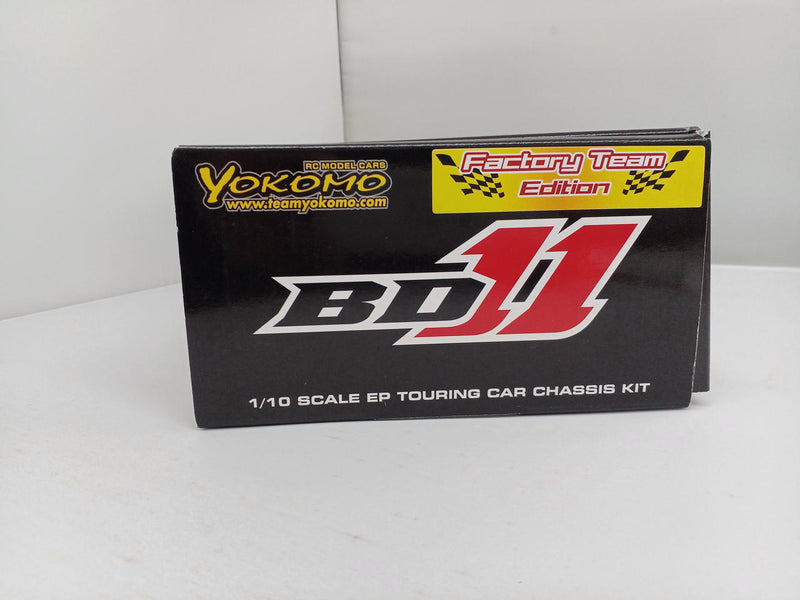 RC MODEL CARS
YOKOMO
www.teamyokomo.com
Factory Team
Edition
BD11
1/10 SCALE EP TOURING CAR CHASSIS KIT